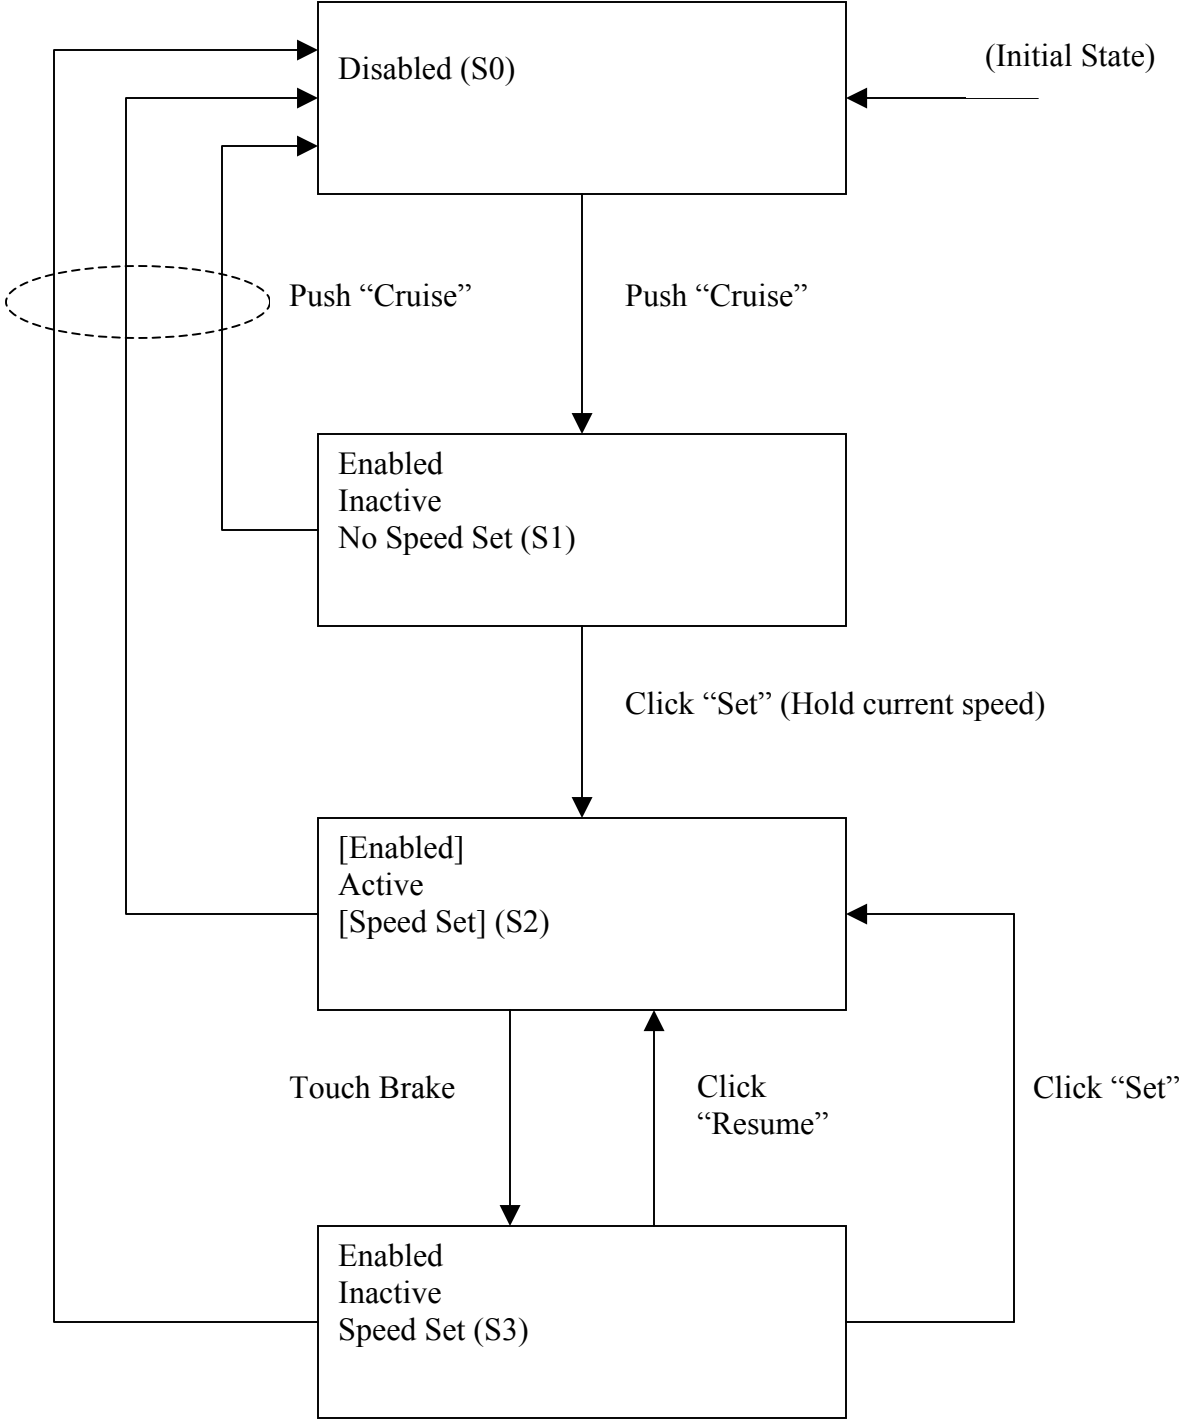 Disabled (S0)
(Initial State)
Push “Cruise”
Push “Cruise”
Enabled
Inactive
No Speed Set (S1)
Click “Set” (Hold current speed)
[Enabled]
Active
[Speed Set] (S2)
Touch Brake
Click
“Resume”
Click “Set”
Enabled
Inactive
Speed Set (S3)